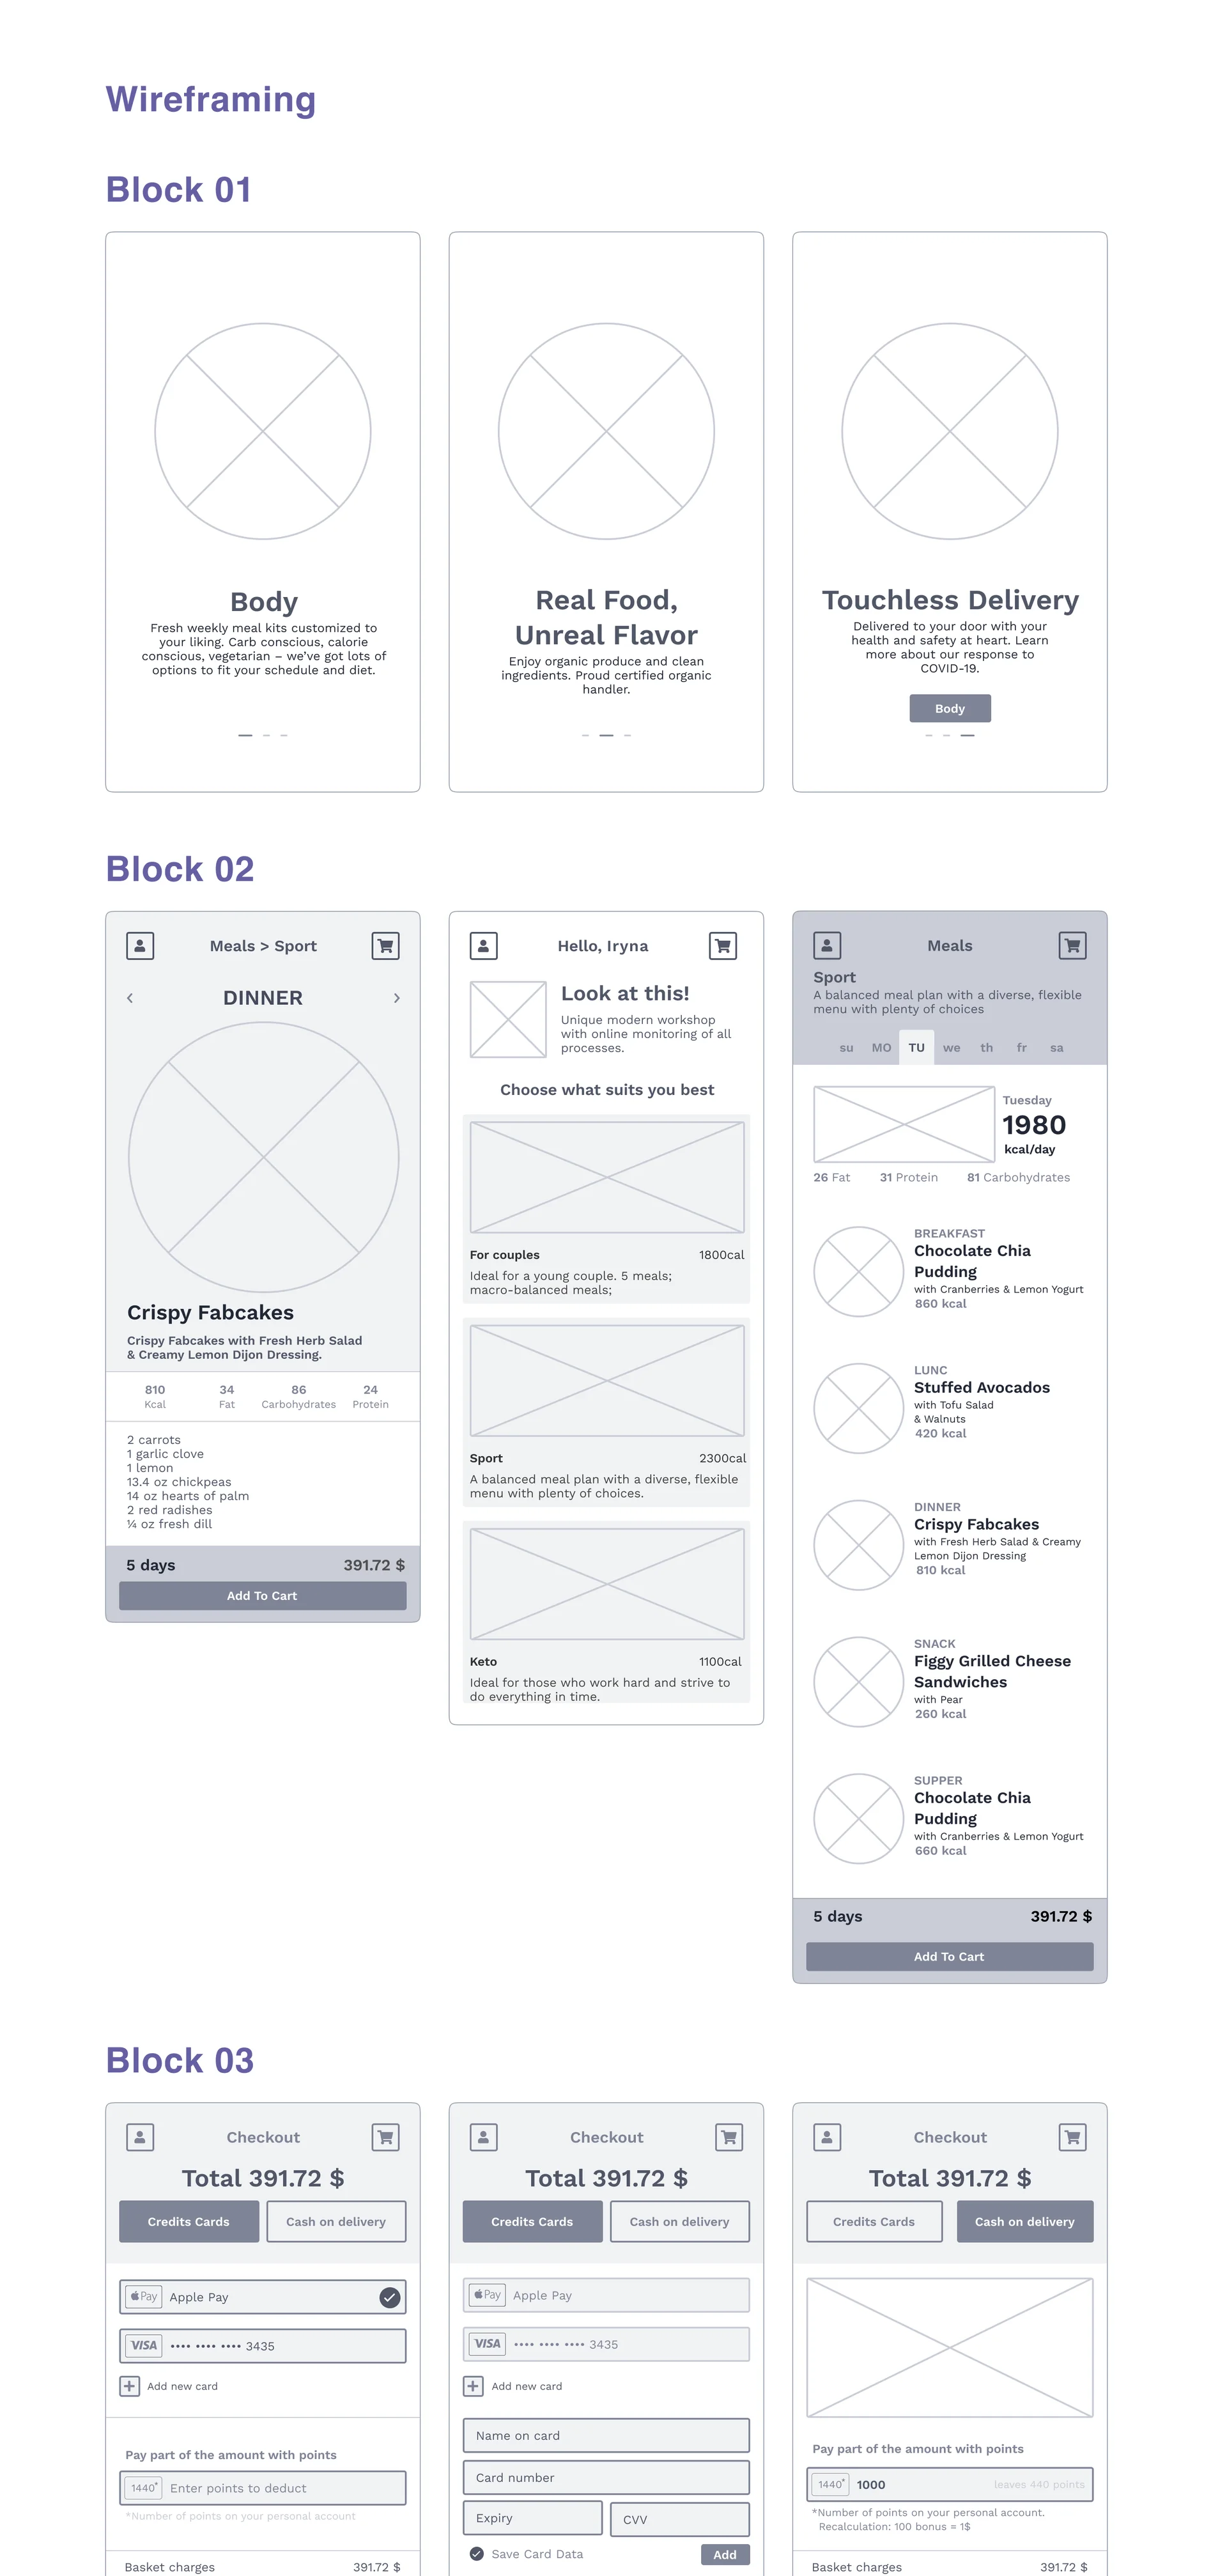 Wireframing
Block 01
Body
Fresh weekly meal kits customized to
your liking. Carb conscious, calorie
conscious, vegetarian – we’ve got lots of
options to fit your schedule and diet.
Real Food,
Unreal Flavor
Enjoy organic produce and clean
ingredients. Proud certified organic
handler.
Touchless Delivery
Delivered to your door with your
health and safety at heart. Learn
more about our response to
COVID-19.
Body
Block 02
Meals > Sport
DINNER
Crispy Fabcakes
Crispy Fabcakes with Fresh Herb Salad
& Creamy Lemon Dijon Dressing.
810 34 86 24
Kcal Fat Carbohydrates Protein
2 carrots
1 garlic clove
1 lemon
13.4 oz chickpeas
14 oz hearts of palm
2 red radishes
¼ oz fresh dill
5 days 391.72 $
Add To Cart
Hello, Iryna
Look at this!
Unique modern workshop
with online monitoring of all
processes.
Choose what suits you best
For couples 1800cal
Ideal for a young couple. 5 meals;
macro-balanced meals;
Sport 2300cal
A balanced meal plan with a diverse, flexible
menu with plenty of choices.
Keto 1100cal
Ideal for those who work hard and strive to
do everything in time.
Meals
Sport
A balanced meal plan with a diverse, flexible
menu with plenty of choices
su MO TU we th fr sa
Tuesday
1980
kcal/day
26 Fat 31 Protein 81 Carbohydrates
BREAKFAST
Chocolate Chia
Pudding
with Cranberries & Lemon Yogurt
860 kcal
LUNC
Stuffed Avocados
with Tofu Salad
& Walnuts
420 kcal
DINNER
Crispy Fabcakes
with Fresh Herb Salad & Creamy
Lemon Dijon Dressing
810 kcal
SNACK
Figgy Grilled Cheese
Sandwiches
with Pear
260 kcal
SUPPER
Chocolate Chia
Pudding
with Cranberries & Lemon Yogurt
660 kcal
5 days 391.72 $
Add To Cart
Block 03
Checkout
Total 391.72 $
Credits Cards Cash on delivery
Pay Apple Pay
VISA •••• •••• •••• 3435
Add new card
Pay part of the amount with points
1440* Enter points to deduct
*Number of points on your personal account
Basket charges 391.72 $
Checkout
Total 391.72 $
Credits Cards Cash on delivery
Pay Apple Pay
VISA •••• •••• •••• 3435
Add new card
Name on card
Card number
Expiry CVV
Save Card Data Add
Checkout
Total 391.72 $
Credits Cards Cash on delivery
Pay part of the amount with points
1440* 1000 leaves 440 points
*Number of points on your personal account.
Recalculation: 100 bonus = 1$
Basket charges 391.72 $